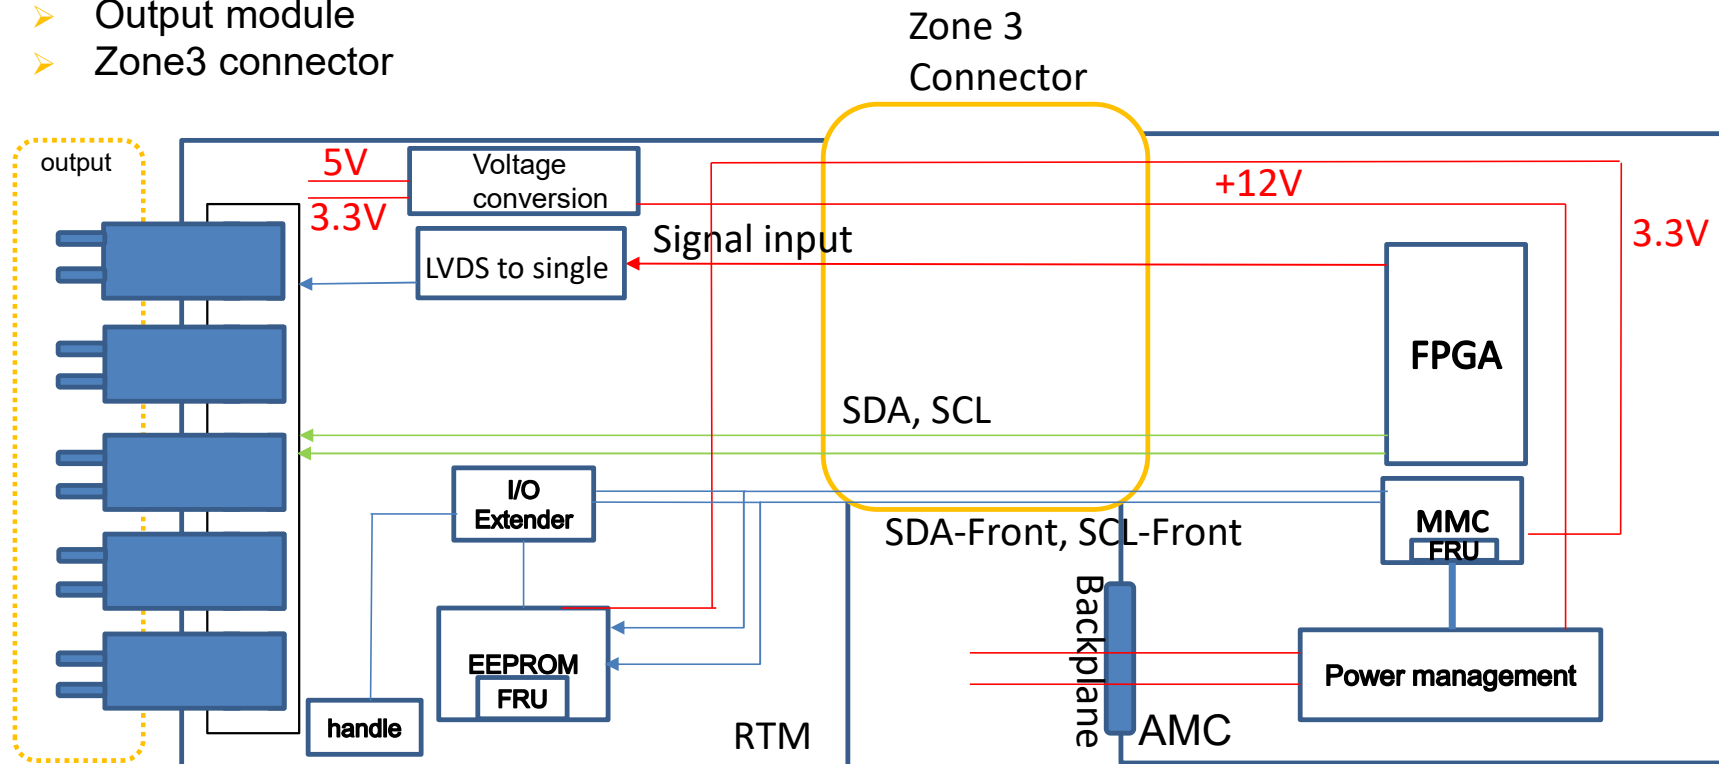 Output module
Zone3 connector
Zone 3
Connector
output
5V
3.3V
Voltage
conversion
+12V
3.3V
Signal input
LVDS to single
FPGA
SDA, SCL
I/O
Extender
SDA-Front, SCL-Front
MMC
FRU
Backplane
EEPROM
FRU
Power management
handle
RTM
AMC